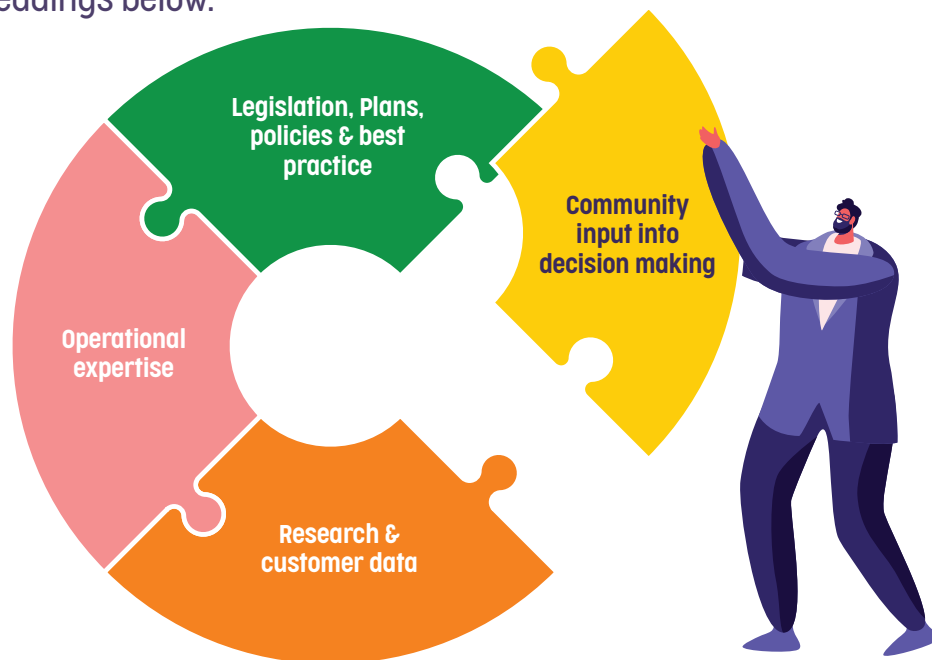 Legislation, Plans,
policies & best
practice
Community
input into
decision making
Operational
expertise
Research &
customer data